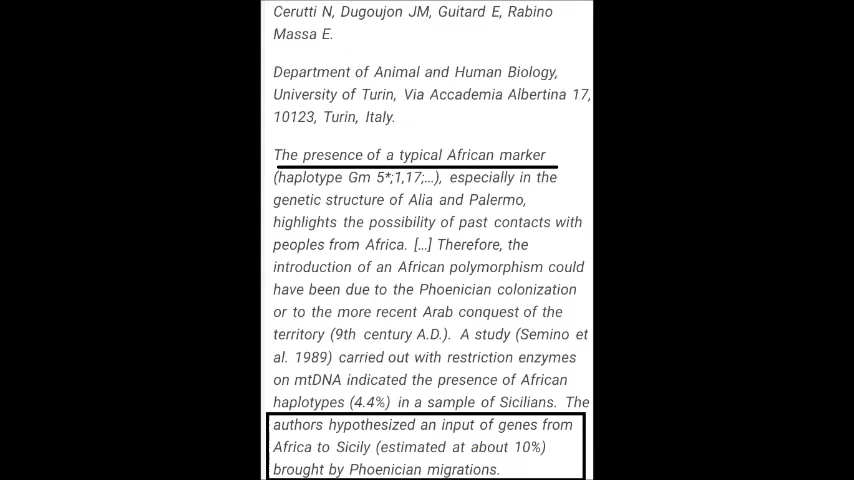 Cerutti N, Dugoujon JM, Guitard E, Rabino
Massa E.
Department of Animal and Human Biology,
University of Turin, Via Accademia Albertina 17,
10123, Turin, Italy.
The presence of a typical African marker
(haplotype Gm 5*;1,17;…), especially in the
genetic structure of Alia and Palermo,
highlights the possibility of past contacts with
peoples from Africa. […] Therefore, the
introduction of an African polymorphism could
have been due to the Phoenician colonization
or to the more recent Arab conquest of the
territory (9th century A.D.). A study (Semino et
al. 1989) carried out with restriction enzymes
on mtDNA indicated the presence of African
haplotypes (4.4%) in a sample of Sicilians. The
authors hypothesized an input of genes from
Africa to Sicily (estimated at about 10%)
brought by Phoenician migrations.